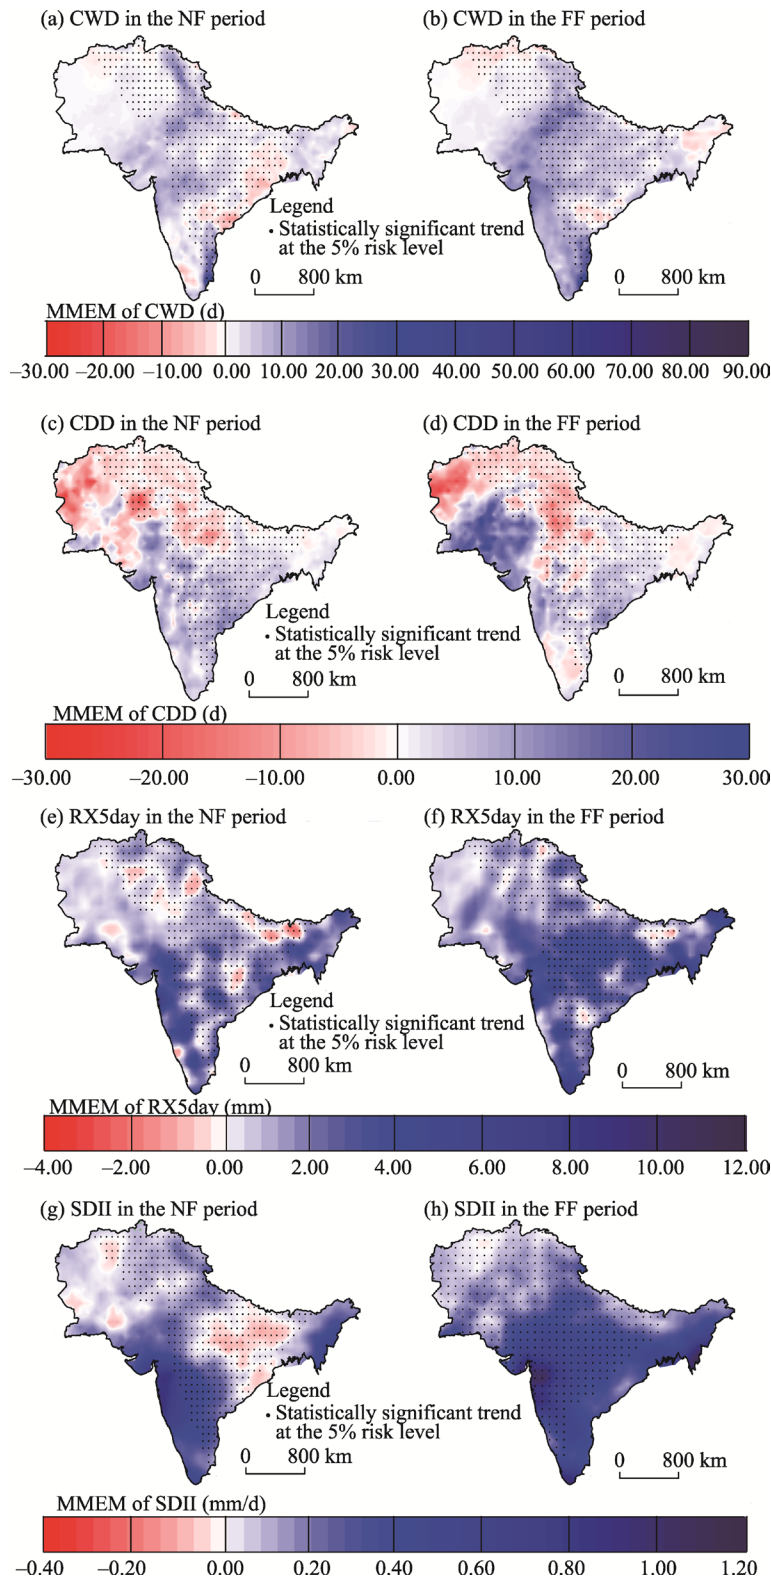 (a) CWD in the NF period
(b) CWD in the FF period
Legend
• Statistically significant trend
at the 5% risk level
0 800 km
0 800 km
MMEM of CWD (d)
–30.00 –20.00 –10.00 0.00 10.00 20.00 30.00 40.00 50.00 60.00 70.00 80.00 90.00
(c) CDD in the NF period
(d) CDD in the FF period
Legend
• Statistically significant trend
at the 5% risk level
0 800 km
0 800 km
MMEM of CDD (d)
–30.00 –20.00 –10.00 0.00 10.00 20.00 30.00
(e) RX5day in the NF period
(f) RX5day in the FF period
Legend
• Statistically significant trend
at the 5% risk level
0 800 km
0 800 km
MMEM of RX5day (mm)
–4.00 –2.00 0.00 2.00 4.00 6.00 8.00 10.00 12.00
(g) SDII in the NF period
(h) SDII in the FF period
Legend
• Statistically significant trend
at the 5% risk level
0 800 km
0 800 km
MMEM of SDII (mm/d)
–0.40 –0.20 0.00 0.20 0.40 0.60 0.80 1.00 1.20